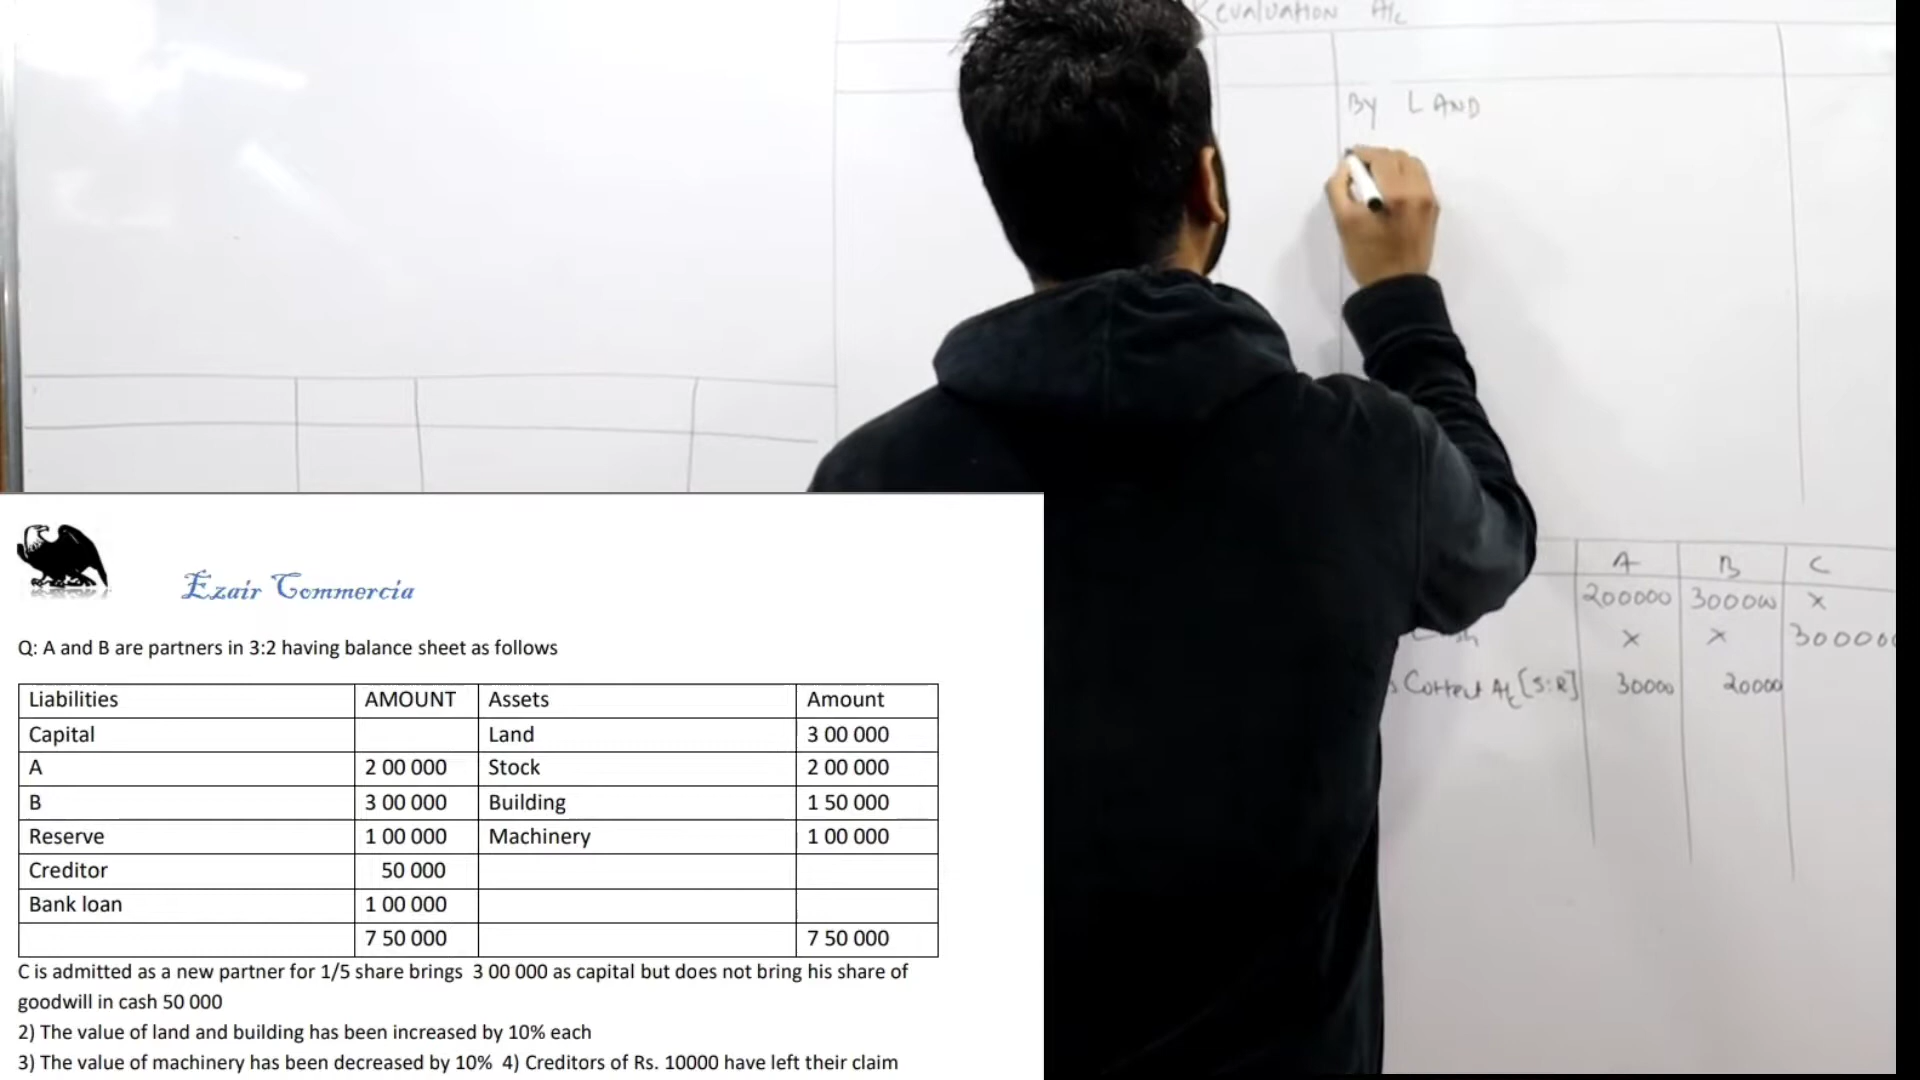 Revaluation A/c
By LAND
A B C
200000 300000 X
Cash X X 300000
Current A/c [S:R] 30000 20000
Ezair Commercia
Q: A and B are partners in 3:2 having balance sheet as follows
Liabilities AMOUNT Assets Amount
Capital Land 3 00 000
A 2 00 000 Stock 2 00 000
B 3 00 000 Building 1 50 000
Reserve 1 00 000 Machinery 1 00 000
Creditor 50 000
Bank loan 1 00 000
7 50 000 7 50 000
C is admitted as a new partner for 1/5 share brings 3 00 000 as capital but does not bring his share of
goodwill in cash 50 000
2) The value of land and building has been increased by 10% each
3) The value of machinery has been decreased by 10% 4) Creditors of Rs. 10000 have left their claim